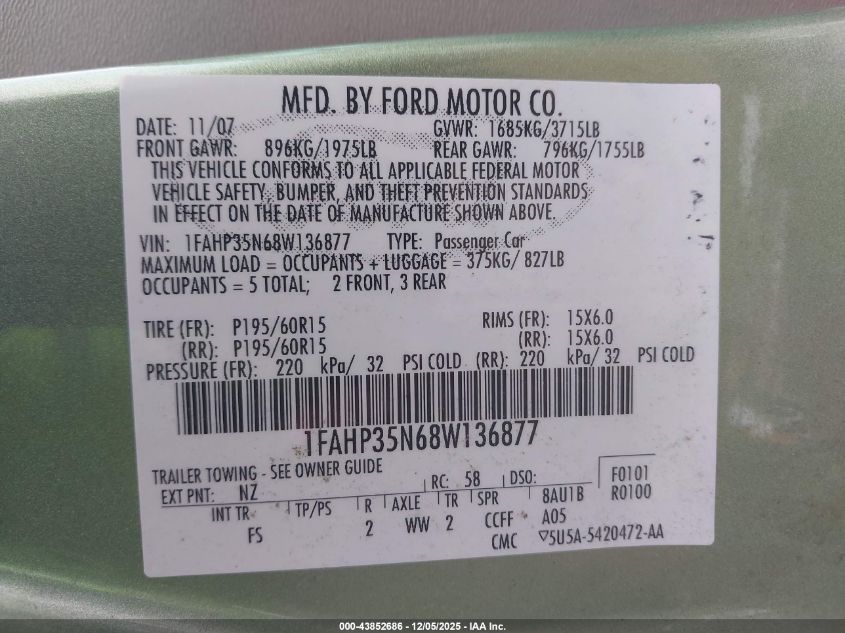 MFD. BY FORD MOTOR CO.
DATE: 11/07 GVWR: 1685KG/3715LB
FRONT GAWR: 896KG/1975LB REAR GAWR: 796KG/1755LB
THIS VEHICLE CONFORMS TO ALL APPLICABLE FEDERAL MOTOR
VEHICLE SAFETY, BUMPER, AND THEFT PREVENTION STANDARDS
IN EFFECT ON THE DATE OF MANUFACTURE SHOWN ABOVE.
VIN: 1FAHP35N68W136877 TYPE: Passenger Car
MAXIMUM LOAD = OCCUPANTS + LUGGAGE = 375KG/ 827LB
OCCUPANTS = 5 TOTAL; 2 FRONT, 3 REAR
TIRE (FR): P195/60R15 RIMS (FR): 15X6.0
(RR): P195/60R15 (RR): 15X6.0
PRESSURE (FR): 220 kPa/ 32 PSI COLD (RR): 220 kPa/ 32 PSI COLD
1FAHP35N68W136877
TRAILER TOWING - SEE OWNER GUIDE
EXT PNT: NZ RC: 58 DSO: F0101
R0100
INT TR TP/PS R AXLE TR SPR 8AU1B
FS 2 WW 2 CCFF A05
CMC ▽5U5A-5420472-AA
000-43852686 - 12/05/2025 - IAA Inc.